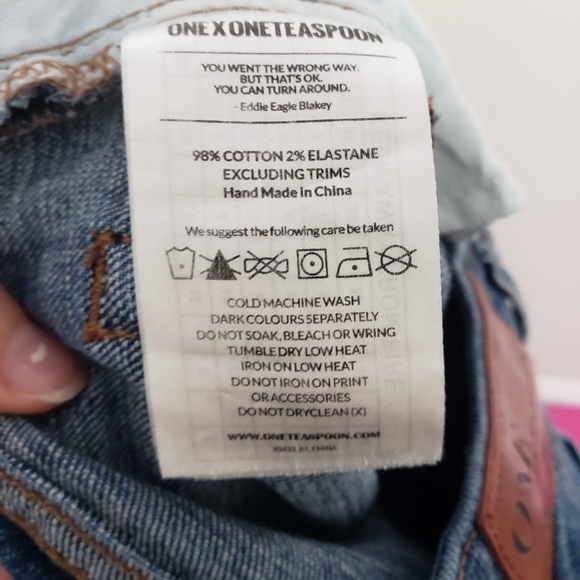 ONE X ONETEASPOON
YOU WENT THE WRONG WAY.
BUT THAT'S OK.
YOU CAN TURN AROUND.
- Eddie Eagle Blakey
98% COTTON 2% ELASTANE
EXCLUDING TRIMS
Hand Made in China
We suggest the following care be taken
COLD MACHINE WASH
DARK COLOURS SEPARATELY
DO NOT SOAK, BLEACH OR WRING
TUMBLE DRY LOW HEAT
IRON ON LOW HEAT
DO NOT IRON ON PRINT
OR ACCESSORIES
DO NOT DRYCLEAN (X)
WWW.ONETEASPOON.COM